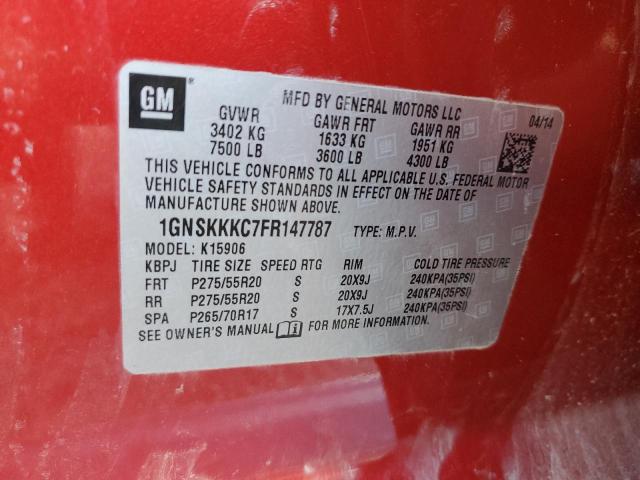 GM ®
MFD BY GENERAL MOTORS LLC
04/14
GVWR GAWR FRT GAWR RR
3402 KG 1633 KG 1951 KG
7500 LB 3600 LB 4300 LB
THIS VEHICLE CONFORMS TO ALL APPLICABLE U.S. FEDERAL MOTOR
VEHICLE SAFETY STANDARDS IN EFFECT ON THE DATE OF
MANUFACTURE SHOWN ABOVE.
1GNSKKKC7FR147787 TYPE: M.P.V.
MODEL: K15906
KBPJ TIRE SIZE SPEED RTG RIM COLD TIRE PRESSURE
FRT P275/55R20 S 20X9J 240KPA(35PSI)
RR P275/55R20 S 20X9J 240KPA(35PSI)
SPA P265/70R17 S 17X7.5J 240KPA(35PSI)
SEE OWNER'S MANUAL FOR MORE INFORMATION.